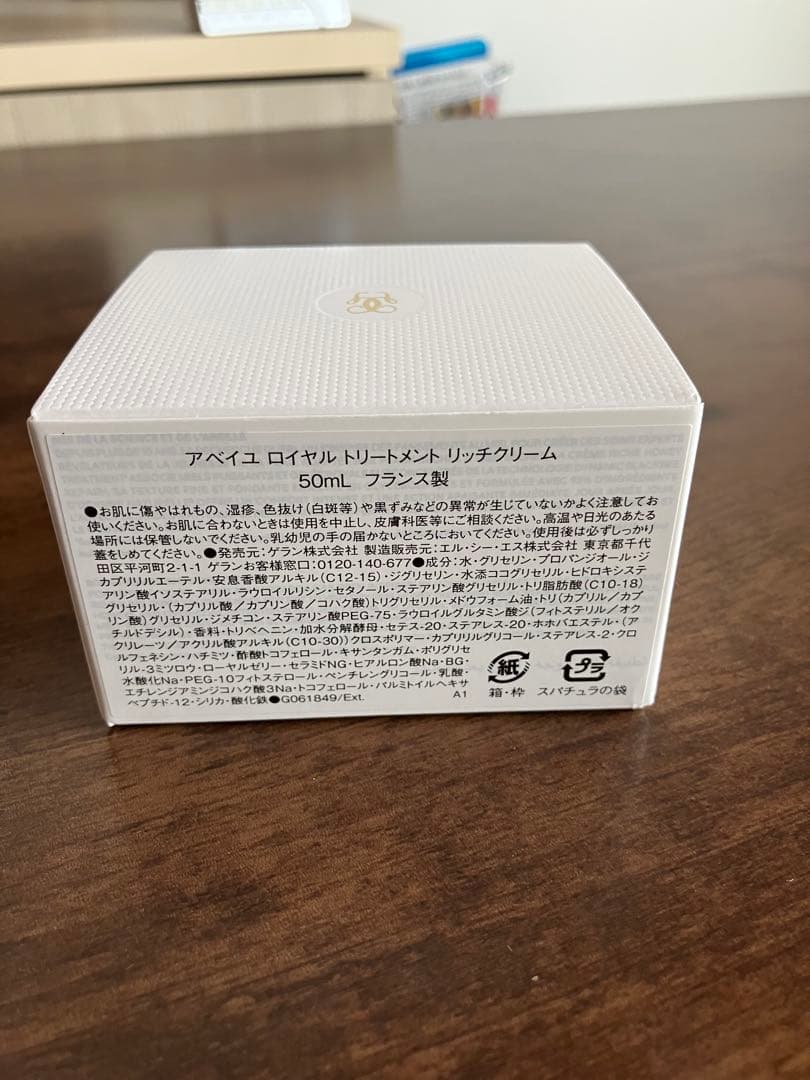 アベイユ ロイヤル トリートメント リッチクリーム
50mL フランス製
●お肌に傷やはれもの、湿疹、色抜け(白斑等)や黒ずみなどの異常が生じていないかよく注意してお
使いください。お肌に合わないときは使用を中止し、皮膚科医等にご相談ください。高温や日光のあたる
場所には保管しないでください。乳幼児の手の届かないところにおいてください。使用後は必ずしっかり
蓋をしめてください。●発売元:ゲラン株式会社 製造販売元:エル・シー・エス株式会社 東京都千代
田区平河町2-1-1 ゲランお客様窓口:0120-140-677●成分:水・グリセリン・プロパンジオール・ジ
カプリリルエーテル・安息香酸アルキル(C12-15)・ジグリセリン・水添ココグリセリル・ヒドロキシステ
アリン酸イソステアリル・ラウロイルリシン・セタノール・ステアリン酸グリセリル・トリ脂肪酸(C10-18)
グリセリル・(カプリル酸/カプリン酸/コハク酸)トリグリセリル・メドウフォーム油・トリ(カプリル/カプ
リン酸)グリセリル・ジメチコン・ステアリン酸PEG-75・ラウロイルグルタミン酸ジ(フィトステリル/オク
チルドデシル)・香料・トリベヘニン・加水分解酵母・セテス-20・ステアレス-20・ホホバエステル・(ア
クリレーツ/アクリル酸アルキル(C10-30))クロスポリマー・カプリリルグリコール・ステアレス-2・クロ
ルフェネシン・ハチミツ・酢酸トコフェロール・キサンタンガム・ポリグリセ
リル-3ミツロウ・ローヤルゼリー・セラミドNG・ヒアルロン酸Na・BG・
水酸化Na・PEG-10フィトステロール・ペンチレングリコール・乳酸・
エチレンジアミンジコハク酸3Na・トコフェロール・パルミトイルヘキサ
ペプチド-12・シリカ・酸化鉄●G061849/Ext.
A1
紙
箱・枠
プラ
スパチュラの袋